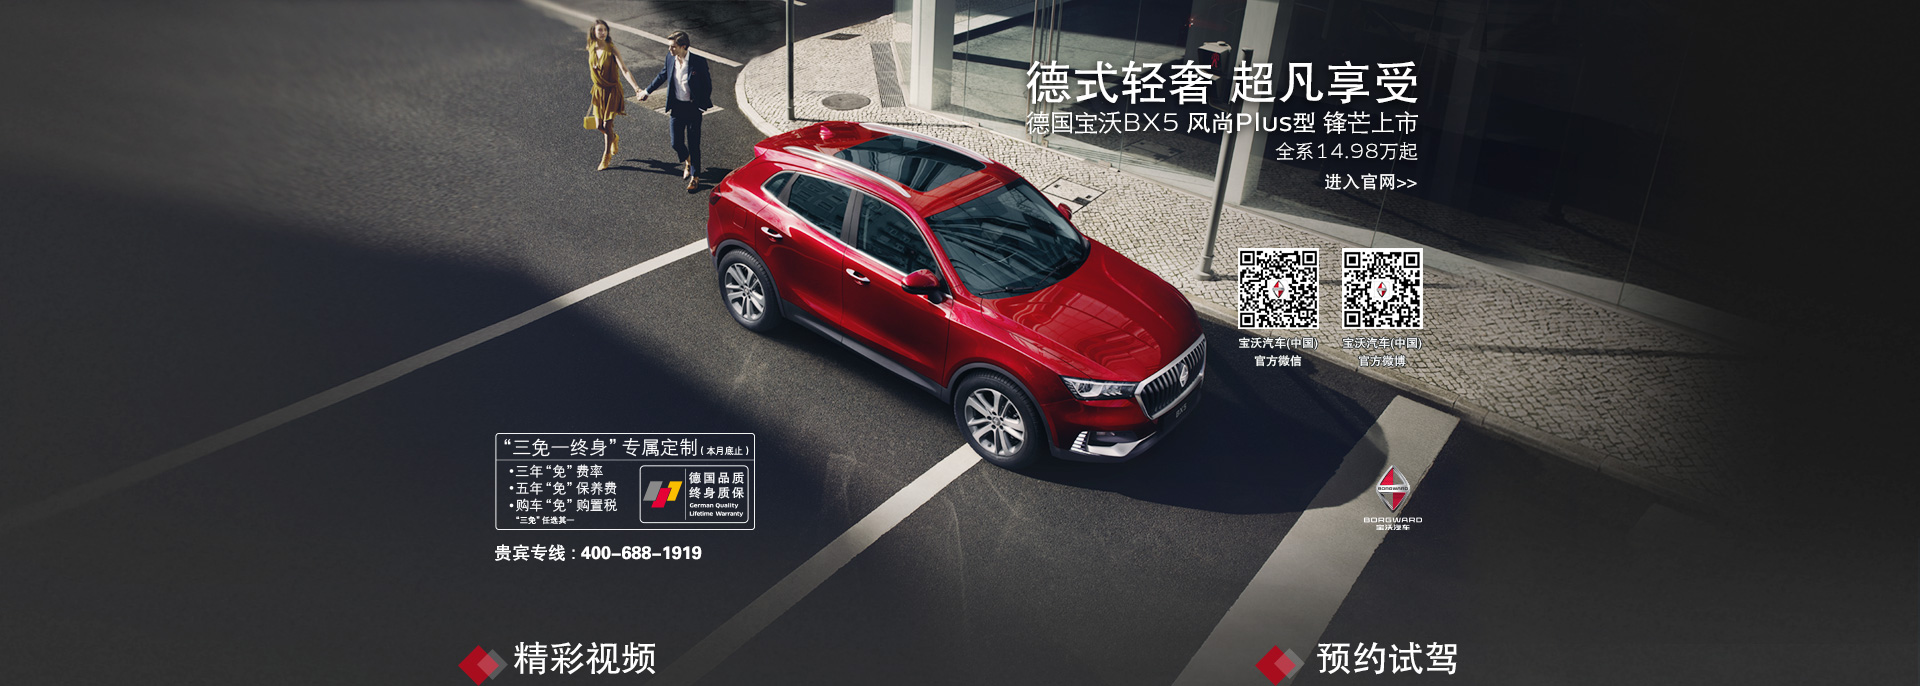 德式轻奢 超凡享受
德国宝沃BX5 风尚Plus型 锋芒上市
全系14.98万起
进入官网>>
宝沃汽车(中国)
官方微信
宝沃汽车(中国)
官方微博
“三免一终身”专属定制(本月底止)
•三年“免”费率
•五年“免”保养费
•购车“免”购置税
“三免”任选其一
德国品质
终身质保
German Quality
Lifetime Warranty
贵宾专线：400-688-1919
BX5
BORGWARD
BORGWARD
宝沃汽车
精彩视频
预约试驾